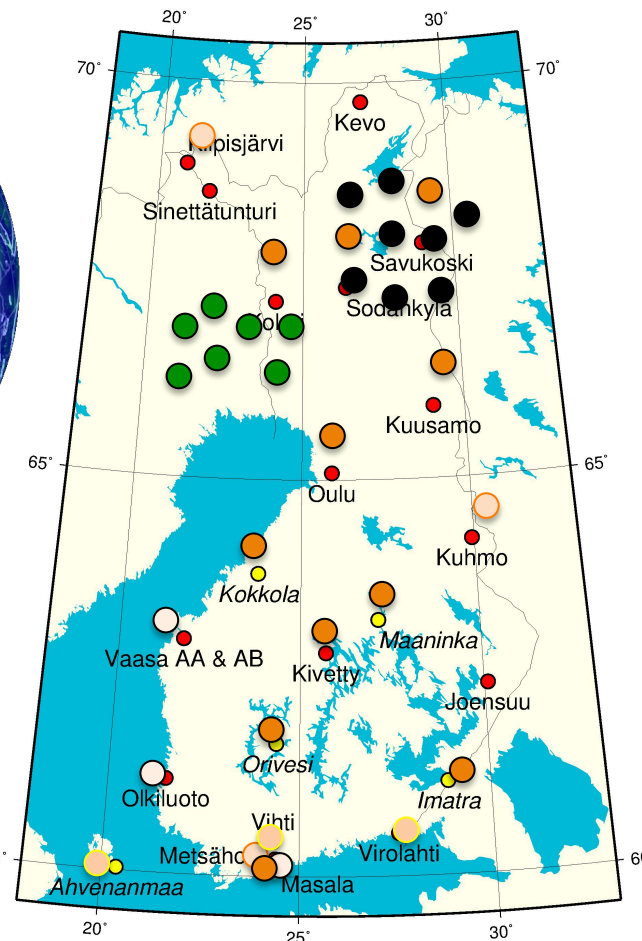 20° 25° 30°
70° 70°
Kevo
Kilpisjärvi
Sinettätunturi
Savukoski
Sodankylä
Kuusamo
65° 65°
Oulu
Kuhmo
Kokkola
Maaninka
Vaasa AA & AB
Kivetty
Joensuu
Orivesi
Olkiluoto
Imatra
Vihti
Virolahti
Masala
Ahvenanmaa
20° 25° 30°